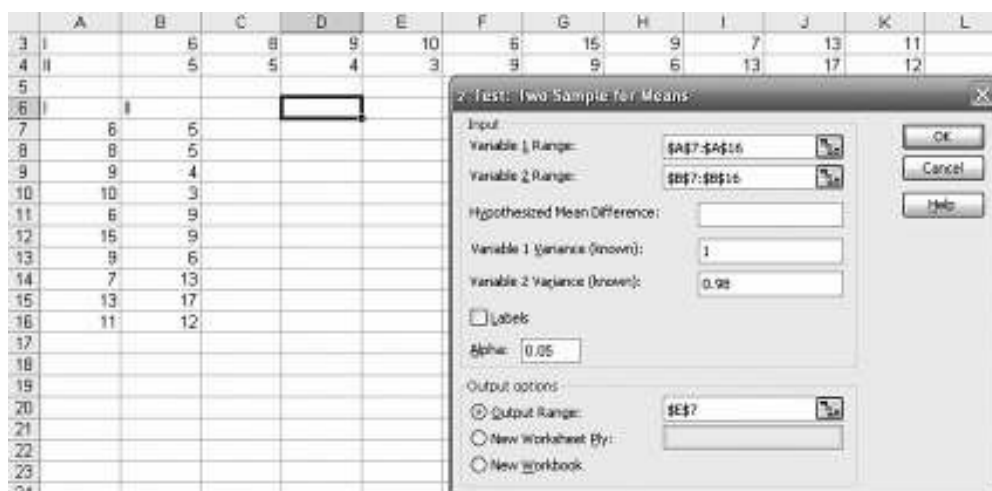 A B C D E F G H I J K L
3 I 6 8 9 10 6 15 9 7 13 11
4 II 5 5 4 3 9 9 6 13 17 12
5
6 I II
7 6 5
8 8 5
9 9 4
10 10 3
11 6 9
12 15 9
13 9 6
14 7 13
15 13 17
16 11 12
17
18
19
20
21
22
23
z-Test: Two Sample for Means
Input
Variable 1 Range: $A$7:$A$16
Variable 2 Range: $B$7:$B$16
Hypothesized Mean Difference:
Variable 1 Variance (known): 1
Variable 2 Variance (known): 0.98
Labels
Alpha: 0.05
Output options
Output Range: $E$7
New Worksheet Ply:
New Workbook
OK
Cancel
Help